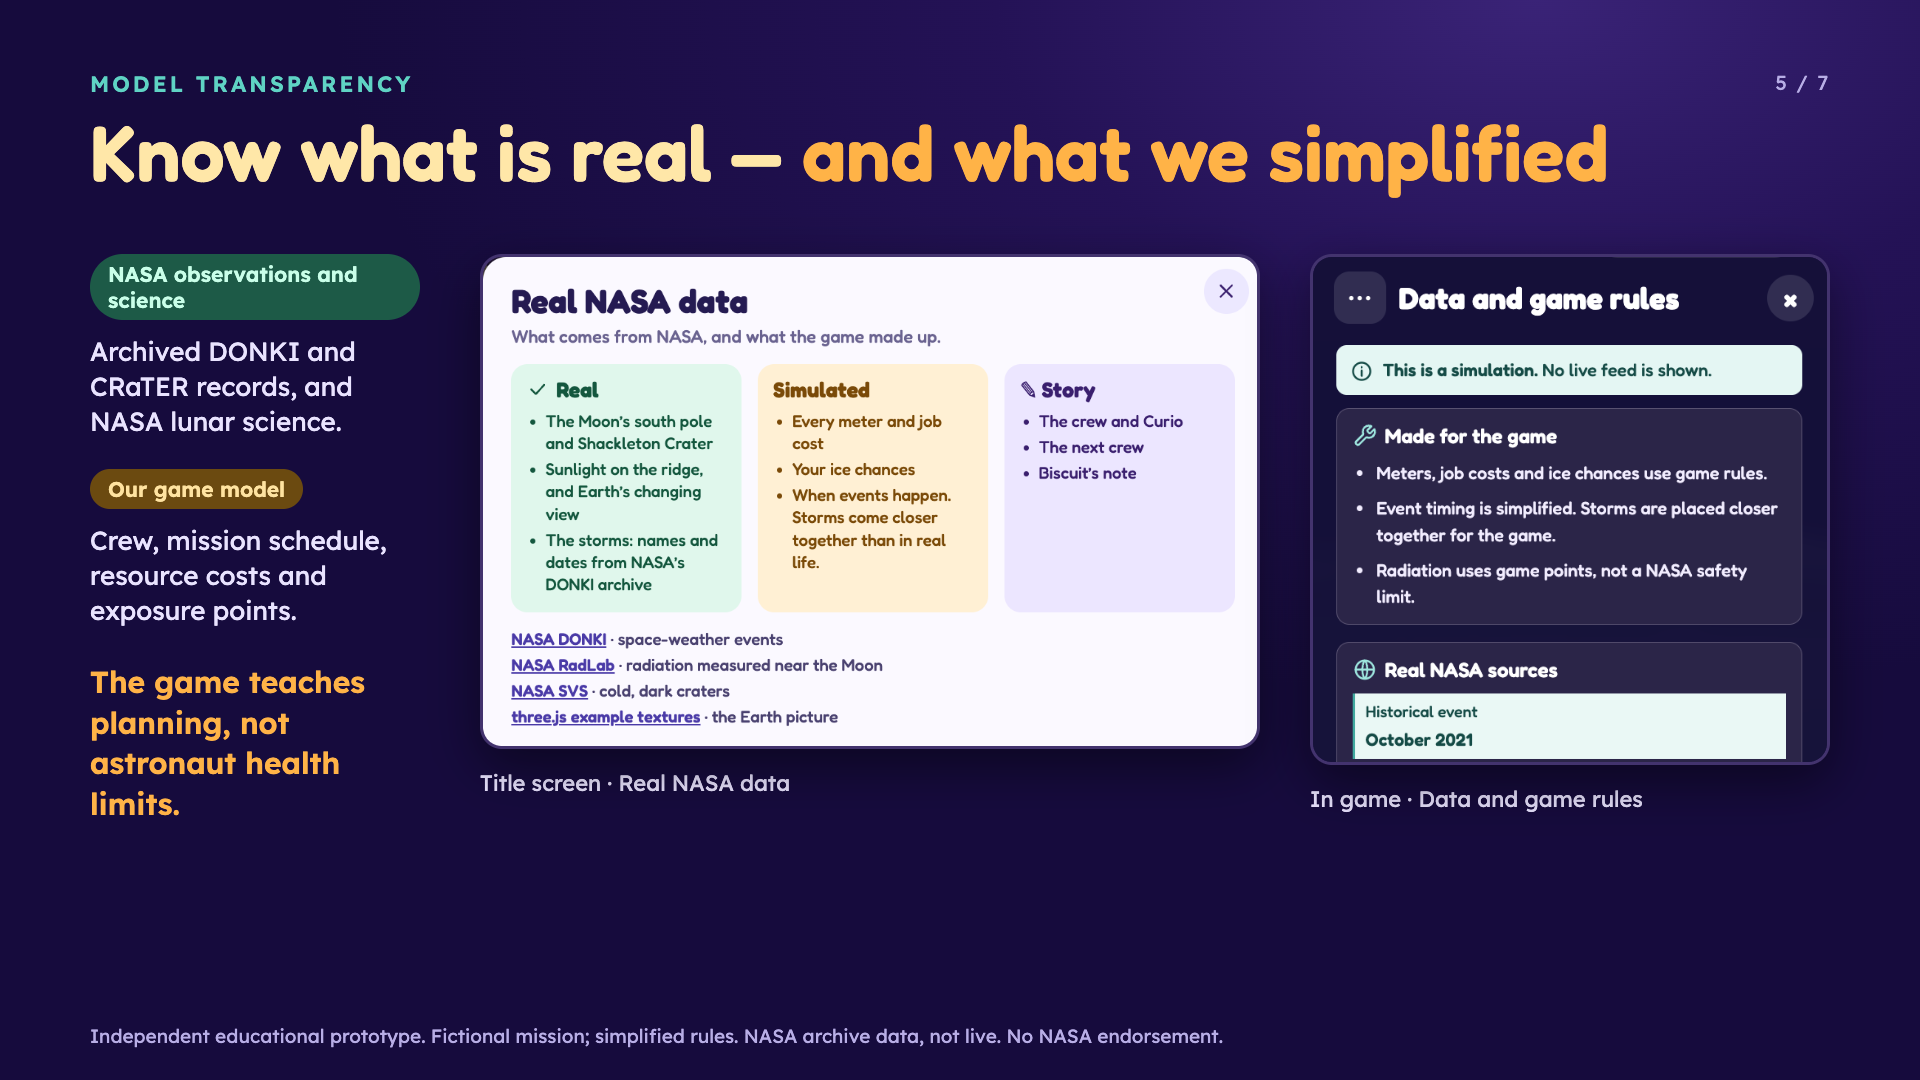 MODEL TRANSPARENCY
5 / 7
Know what is real – and what we simplified
NASA observations and
science
Archived DONKI and
CRaTER records, and
NASA lunar science.
Our game model
Crew, mission schedule,
resource costs and
exposure points.
The game teaches
planning, not
astronaut health
limits.
Real NASA data
What comes from NASA, and what the game made up.
Real
• The Moon's south pole
and Shackleton Crater
• Sunlight on the ridge,
and Earth's changing
view
• The storms: names and
dates from NASA's
DONKI archive
Simulated
• Every meter and job
cost
• Your ice chances
• When events happen.
Storms come closer
together than in real
life.
✎ Story
• The crew and Curio
• The next crew
• Biscuit's note
NASA DONKI · space-weather events
NASA RadLab · radiation measured near the Moon
NASA SVS · cold, dark craters
three.js example textures · the Earth picture
Title screen · Real NASA data
Data and game rules
This is a simulation. No live feed is shown.
Made for the game
• Meters, job costs and ice chances use game rules.
• Event timing is simplified. Storms are placed closer
together for the game.
• Radiation uses game points, not a NASA safety
limit.
Real NASA sources
Historical event
October 2021
In game · Data and game rules
Independent educational prototype. Fictional mission; simplified rules. NASA archive data, not live. No NASA endorsement.